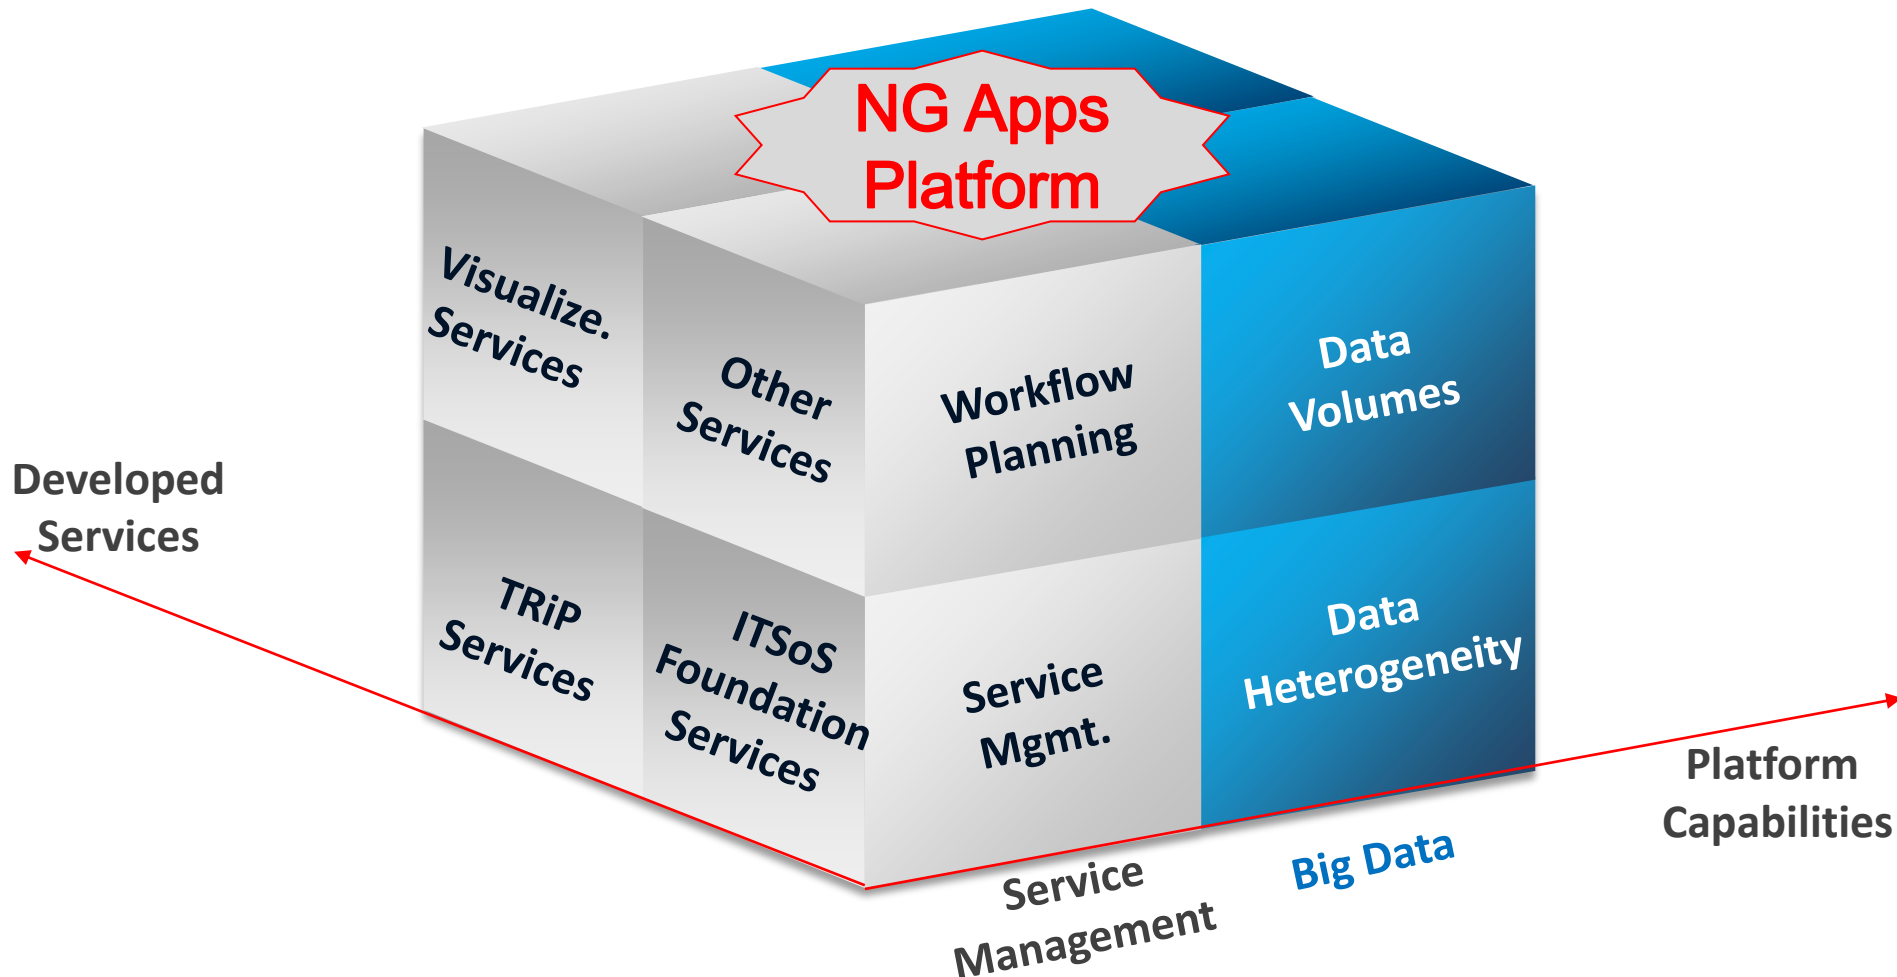 NG Apps
Platform
Visualize.
Services
Other
Services
Workflow
Planning
Data
Volumes
Developed
Services
TRiP
Services
ITSoS
Foundation
Services
Service
Mgmt.
Data
Heterogeneity
Platform
Capabilities
Service
Management
Big Data